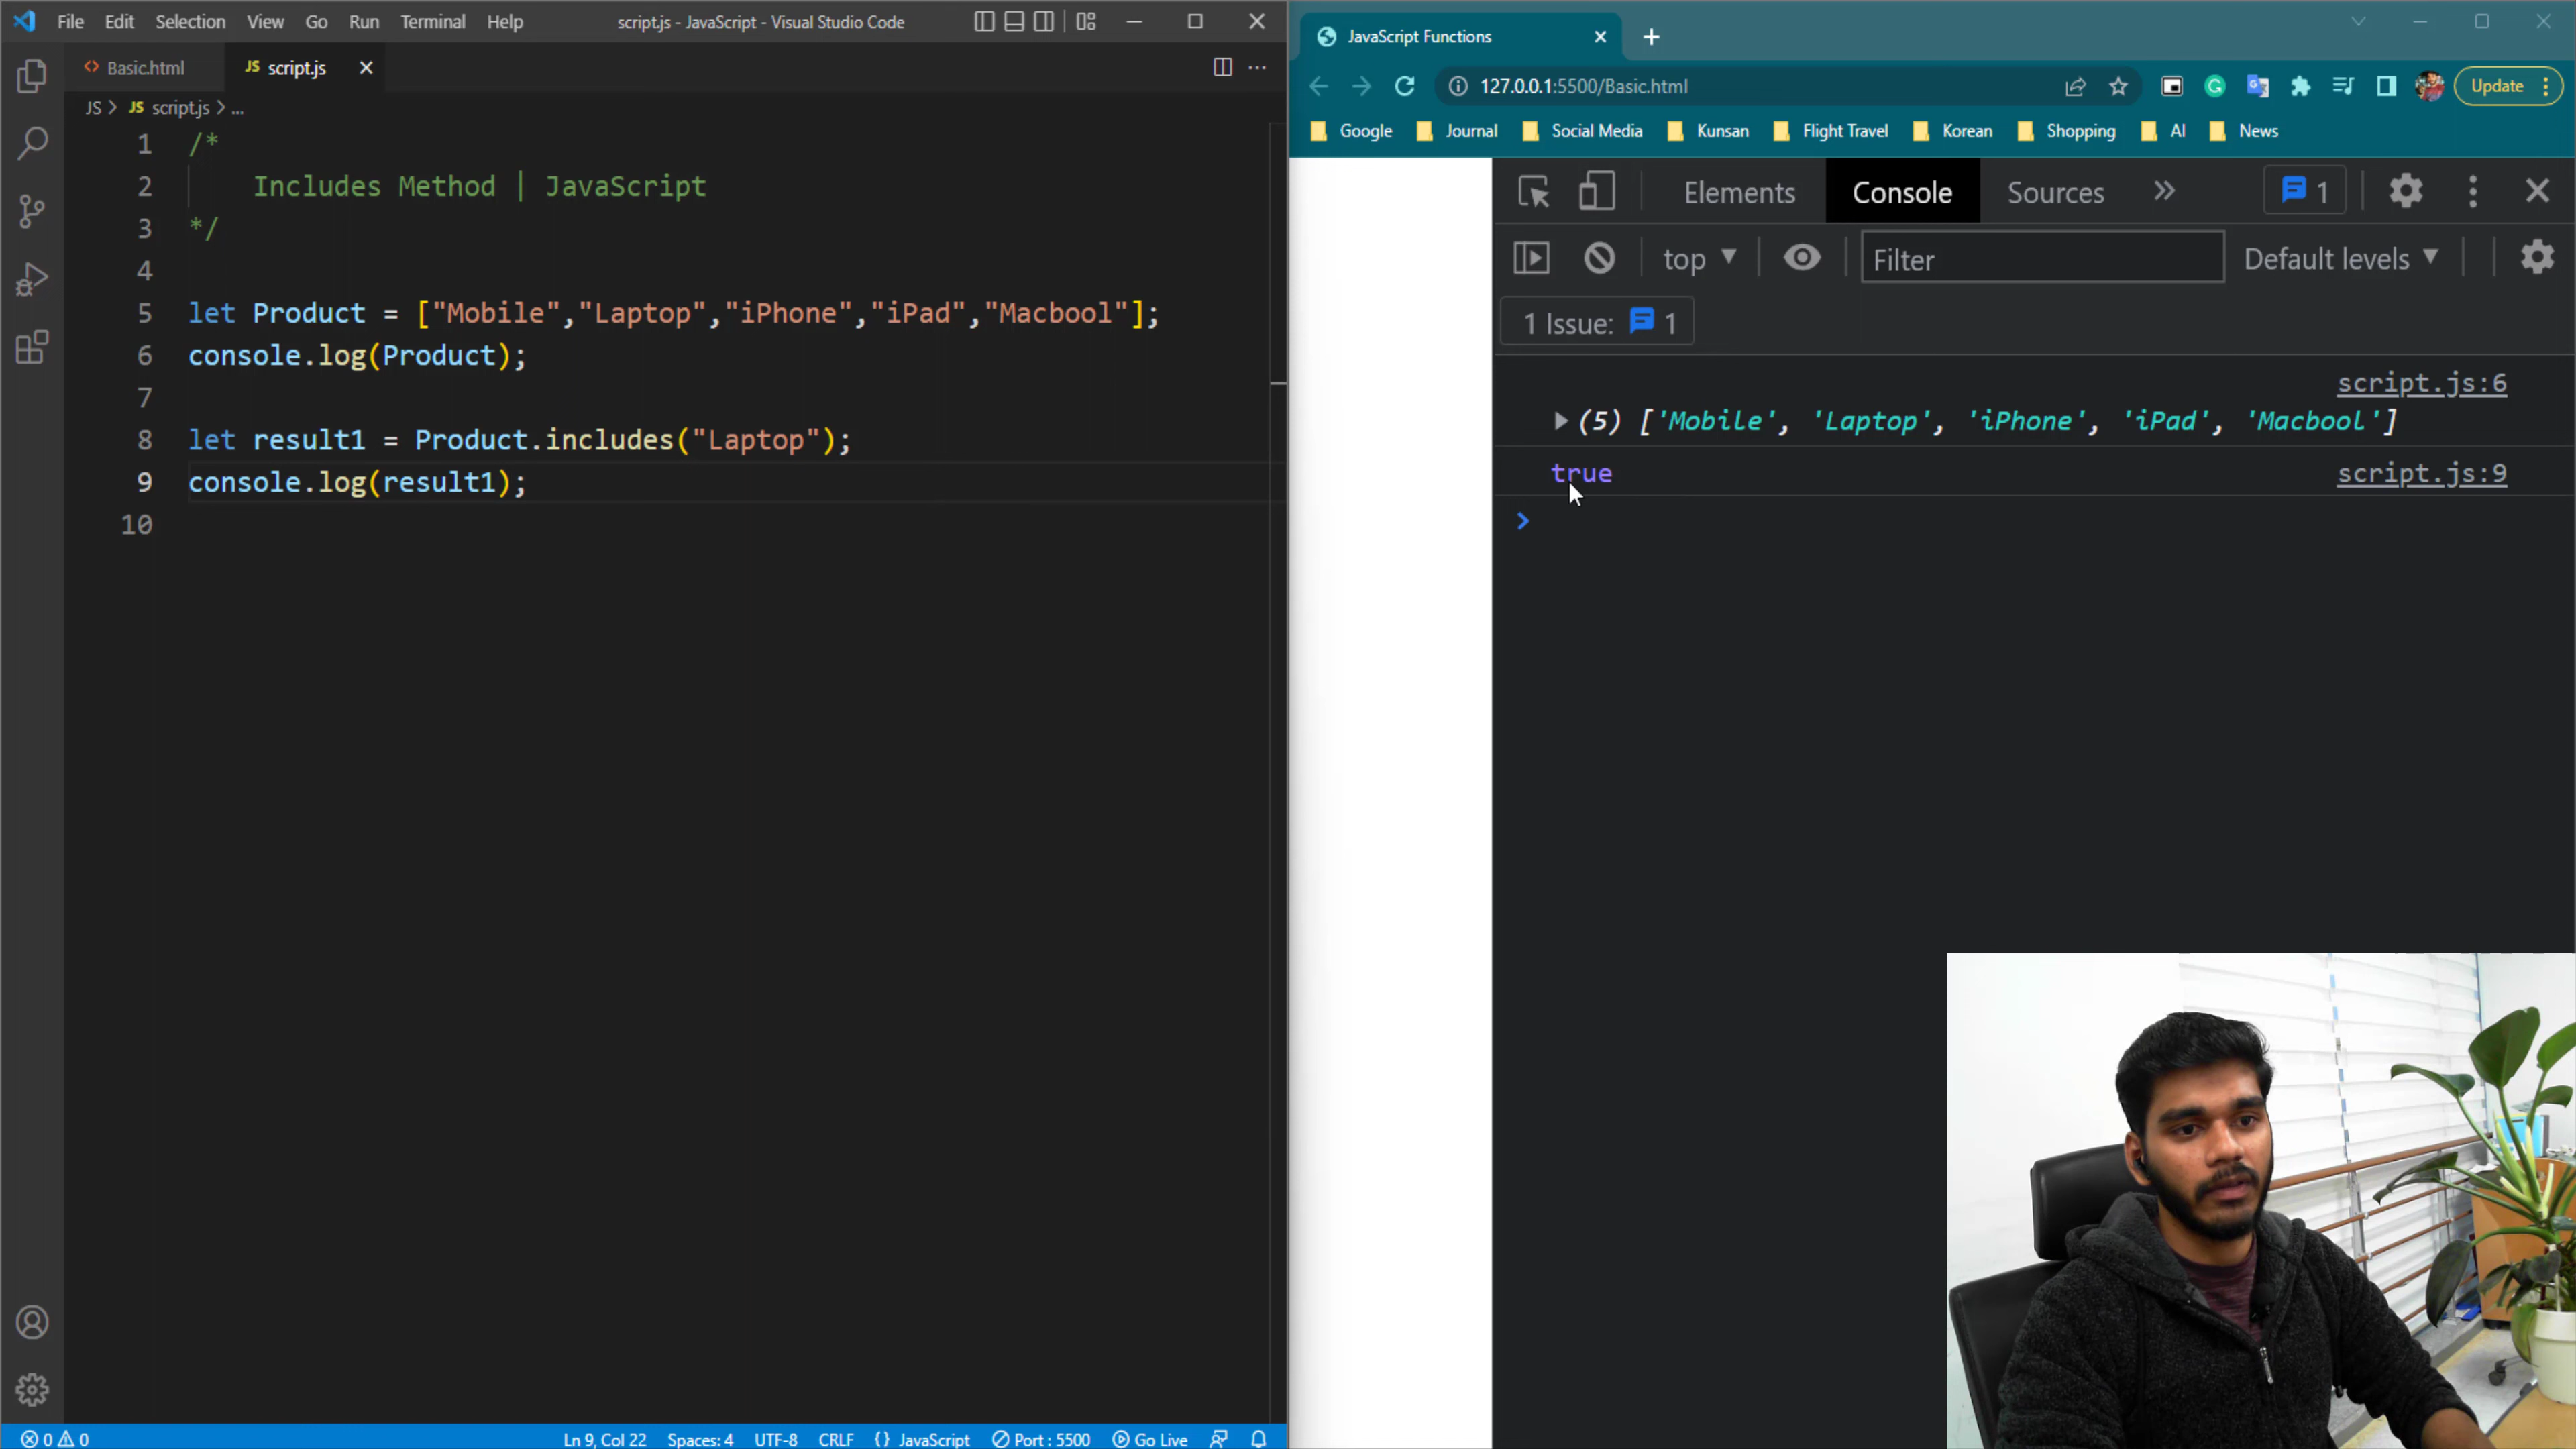 File Edit Selection View Go Run Terminal Help script.js - JavaScript - Visual Studio Code
Basic.html JS script.js
JS > JS script.js > ...
1 /*
2 Includes Method | JavaScript
3 */
4
5 let Product = ["Mobile","Laptop","iPhone","iPad","Macbool"];
6 console.log(Product);
7
8 let result1 = Product.includes("Laptop");
9 console.log(result1);
10
0 0 Ln 9, Col 22 Spaces: 4 UTF-8 CRLF {} JavaScript Port : 5500 Go Live
JavaScript Functions
127.0.0.1:5500/Basic.html Update
Google Journal Social Media Kunsan Flight Travel Korean Shopping AI News
Elements Console Sources 1
top Filter Default levels
1 Issue: 1
script.js:6
(5) ['Mobile', 'Laptop', 'iPhone', 'iPad', 'Macbool']
true script.js:9